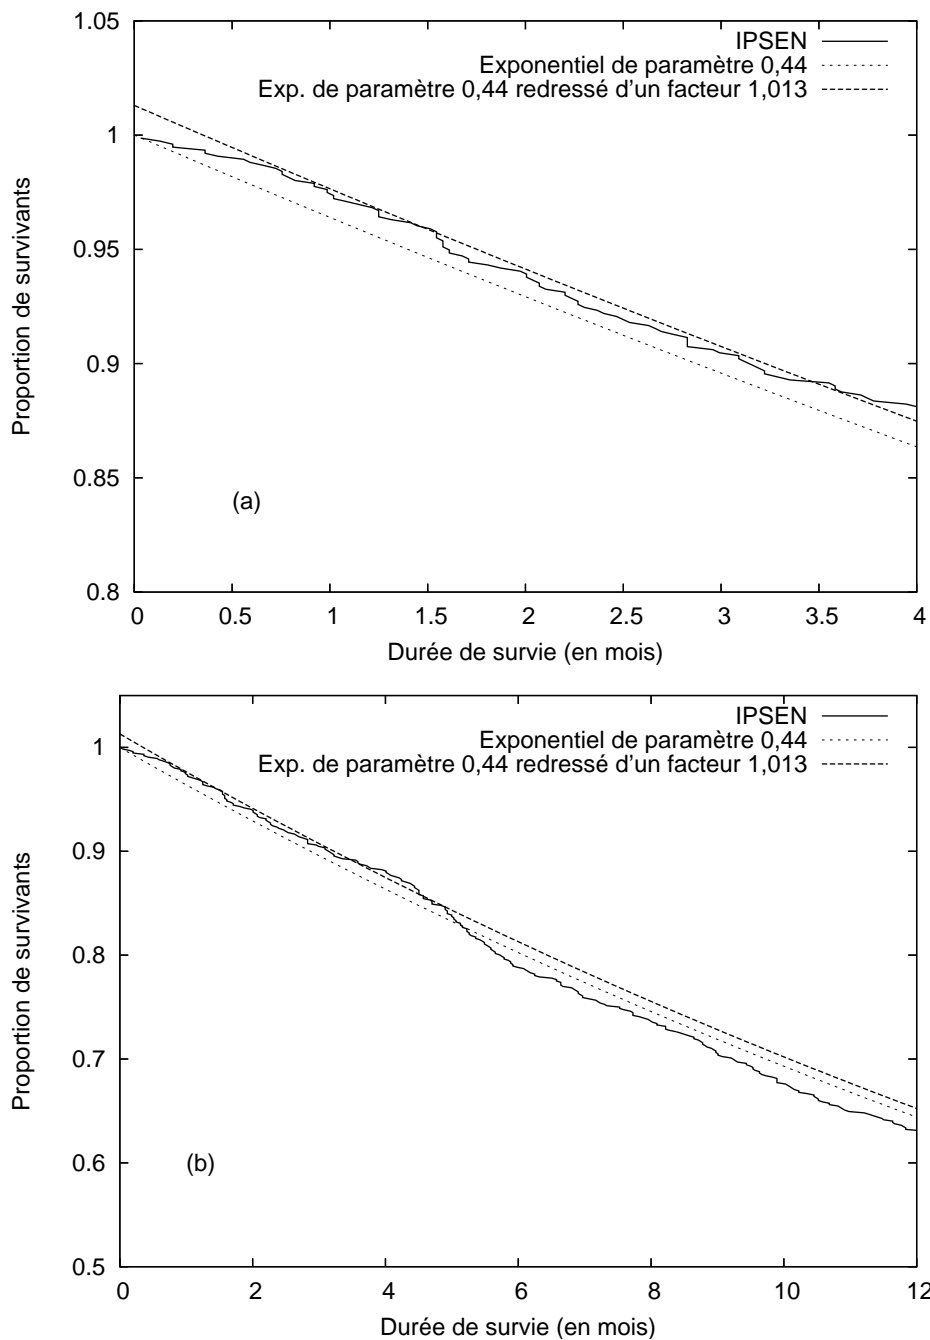 1.05
IPSEN
Exponentiel de paramètre 0,44
Exp. de paramètre 0,44 redressé d'un facteur 1,013
1
0.95
0.9
0.85
0.8
Proportion de survivants
(a)
0 0.5 1 1.5 2 2.5 3 3.5 4
Durée de survie (en mois)
IPSEN
Exponentiel de paramètre 0,44
Exp. de paramètre 0,44 redressé d'un facteur 1,013
1
0.9
0.8
0.7
0.6
0.5
Proportion de survivants
(b)
0 2 4 6 8 10 12
Durée de survie (en mois)